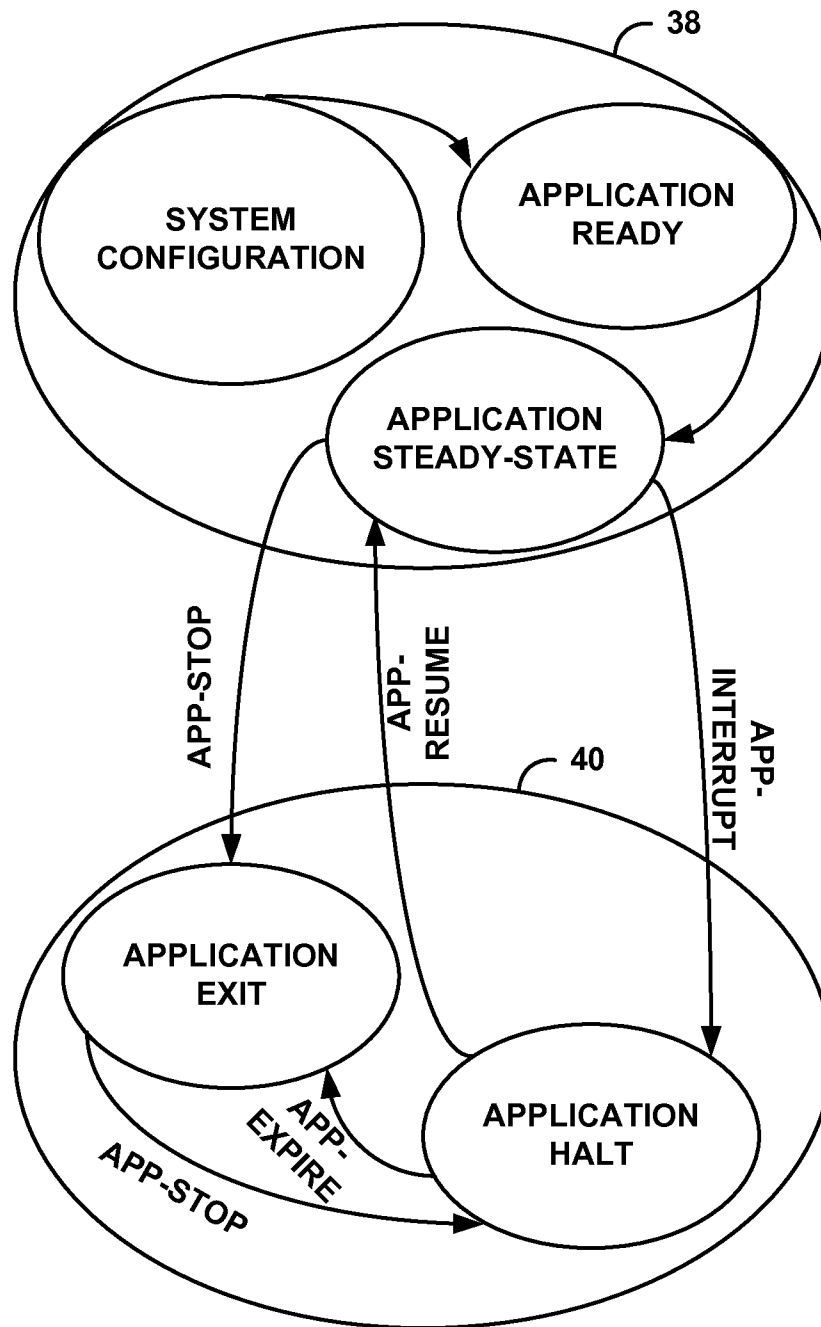 38
SYSTEM
CONFIGURATION
APPLICATION
READY
APPLICATION
STEADY-STATE
APP-STOP
APP-
RESUME
APP-
INTERRUPT
40
APPLICATION
EXIT
APPLICATION
HALT
APP-
EXPIRE
APP-STOP